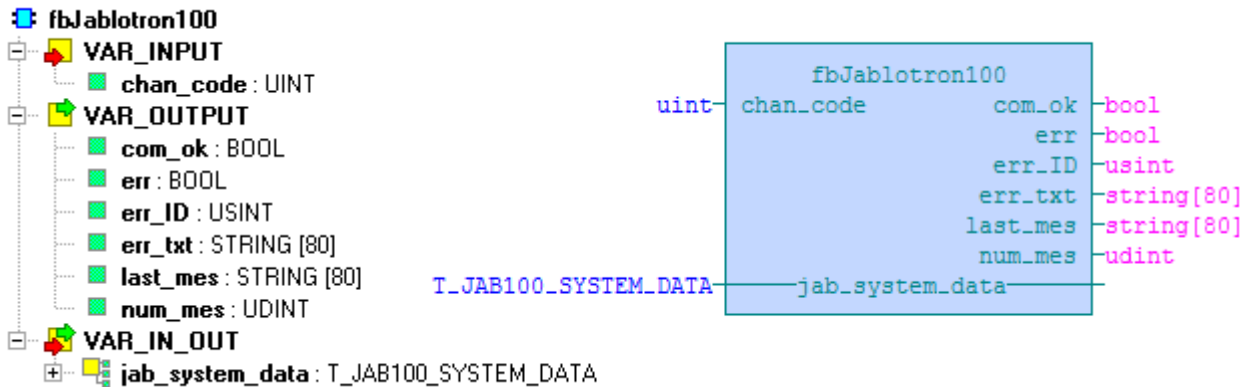 fbJablotron100
VAR_INPUT
chan_code : UINT
VAR_OUTPUT
com_ok : BOOL
err : BOOL
err_ID : USINT
err_txt : STRING [80]
last_mes : STRING [80]
num_mes : UDINT
VAR_IN_OUT
jab_system_data : T_JAB100_SYSTEM_DATA
fbJablotron100
uint chan_code com_ok bool
err bool
err_ID usint
err_txt string[80]
last_mes string[80]
num_mes udint
T_JAB100_SYSTEM_DATA jab_system_data